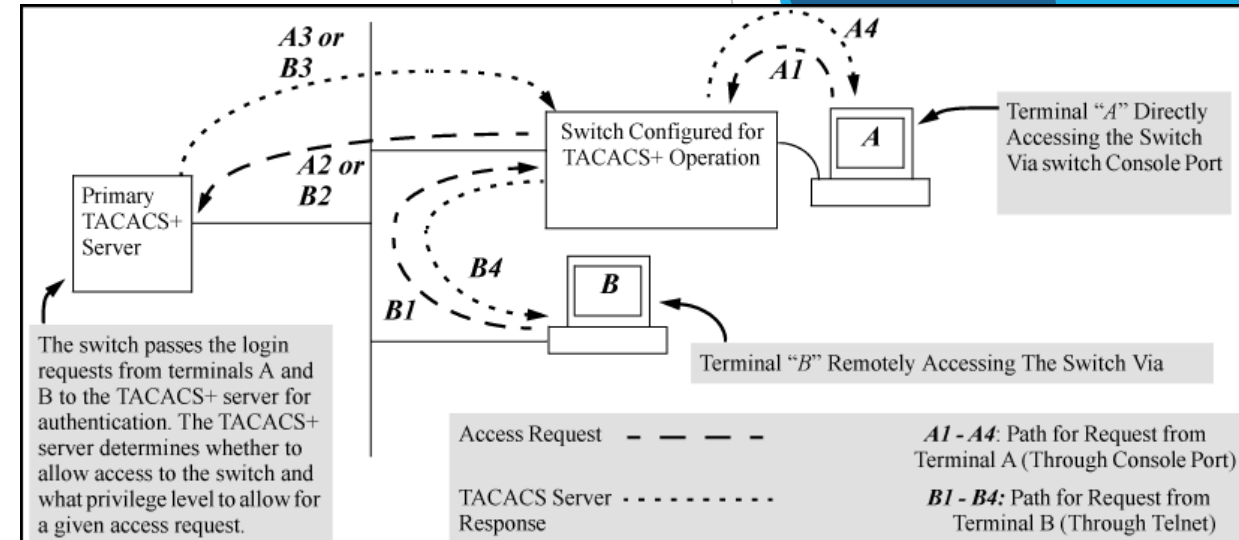 A3 or
B3
A4
A1
Switch Configured for
TACACS+ Operation
A
Terminal “A” Directly
Accessing the Switch
Via switch Console Port
A2 or
B2
Primary
TACACS+
Server
B4
B
B1
The switch passes the login
requests from terminals A and
B to the TACACS+ server for
authentication. The TACACS+
server determines whether to
allow access to the switch and
what privilege level to allow for
a given access request.
Terminal “B” Remotely Accessing The Switch Via
Access Request
A1 - A4: Path for Request from
Terminal A (Through Console Port)
TACACS Server
Response
B1 - B4: Path for Request from
Terminal B (Through Telnet)